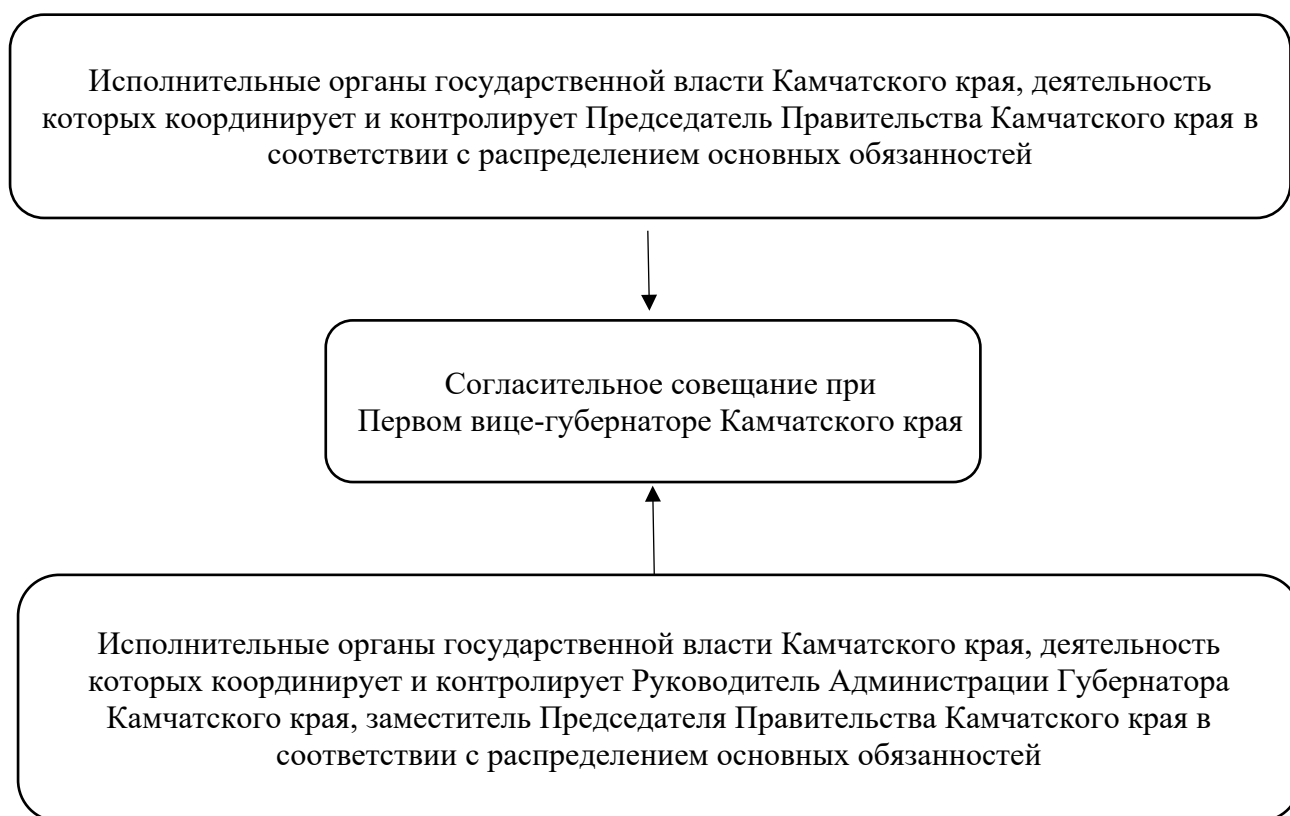 Исполнительные органы государственной власти Камчатского края, деятельность
которых координирует и контролирует Председатель Правительства Камчатского края в
соответствии с распределением основных обязанностей
Согласительное совещание при
Первом вице-губернаторе Камчатского края
Исполнительные органы государственной власти Камчатского края, деятельность
которых координирует и контролирует Руководитель Администрации Губернатора
Камчатского края, заместитель Председателя Правительства Камчатского края в
соответствии с распределением основных обязанностей